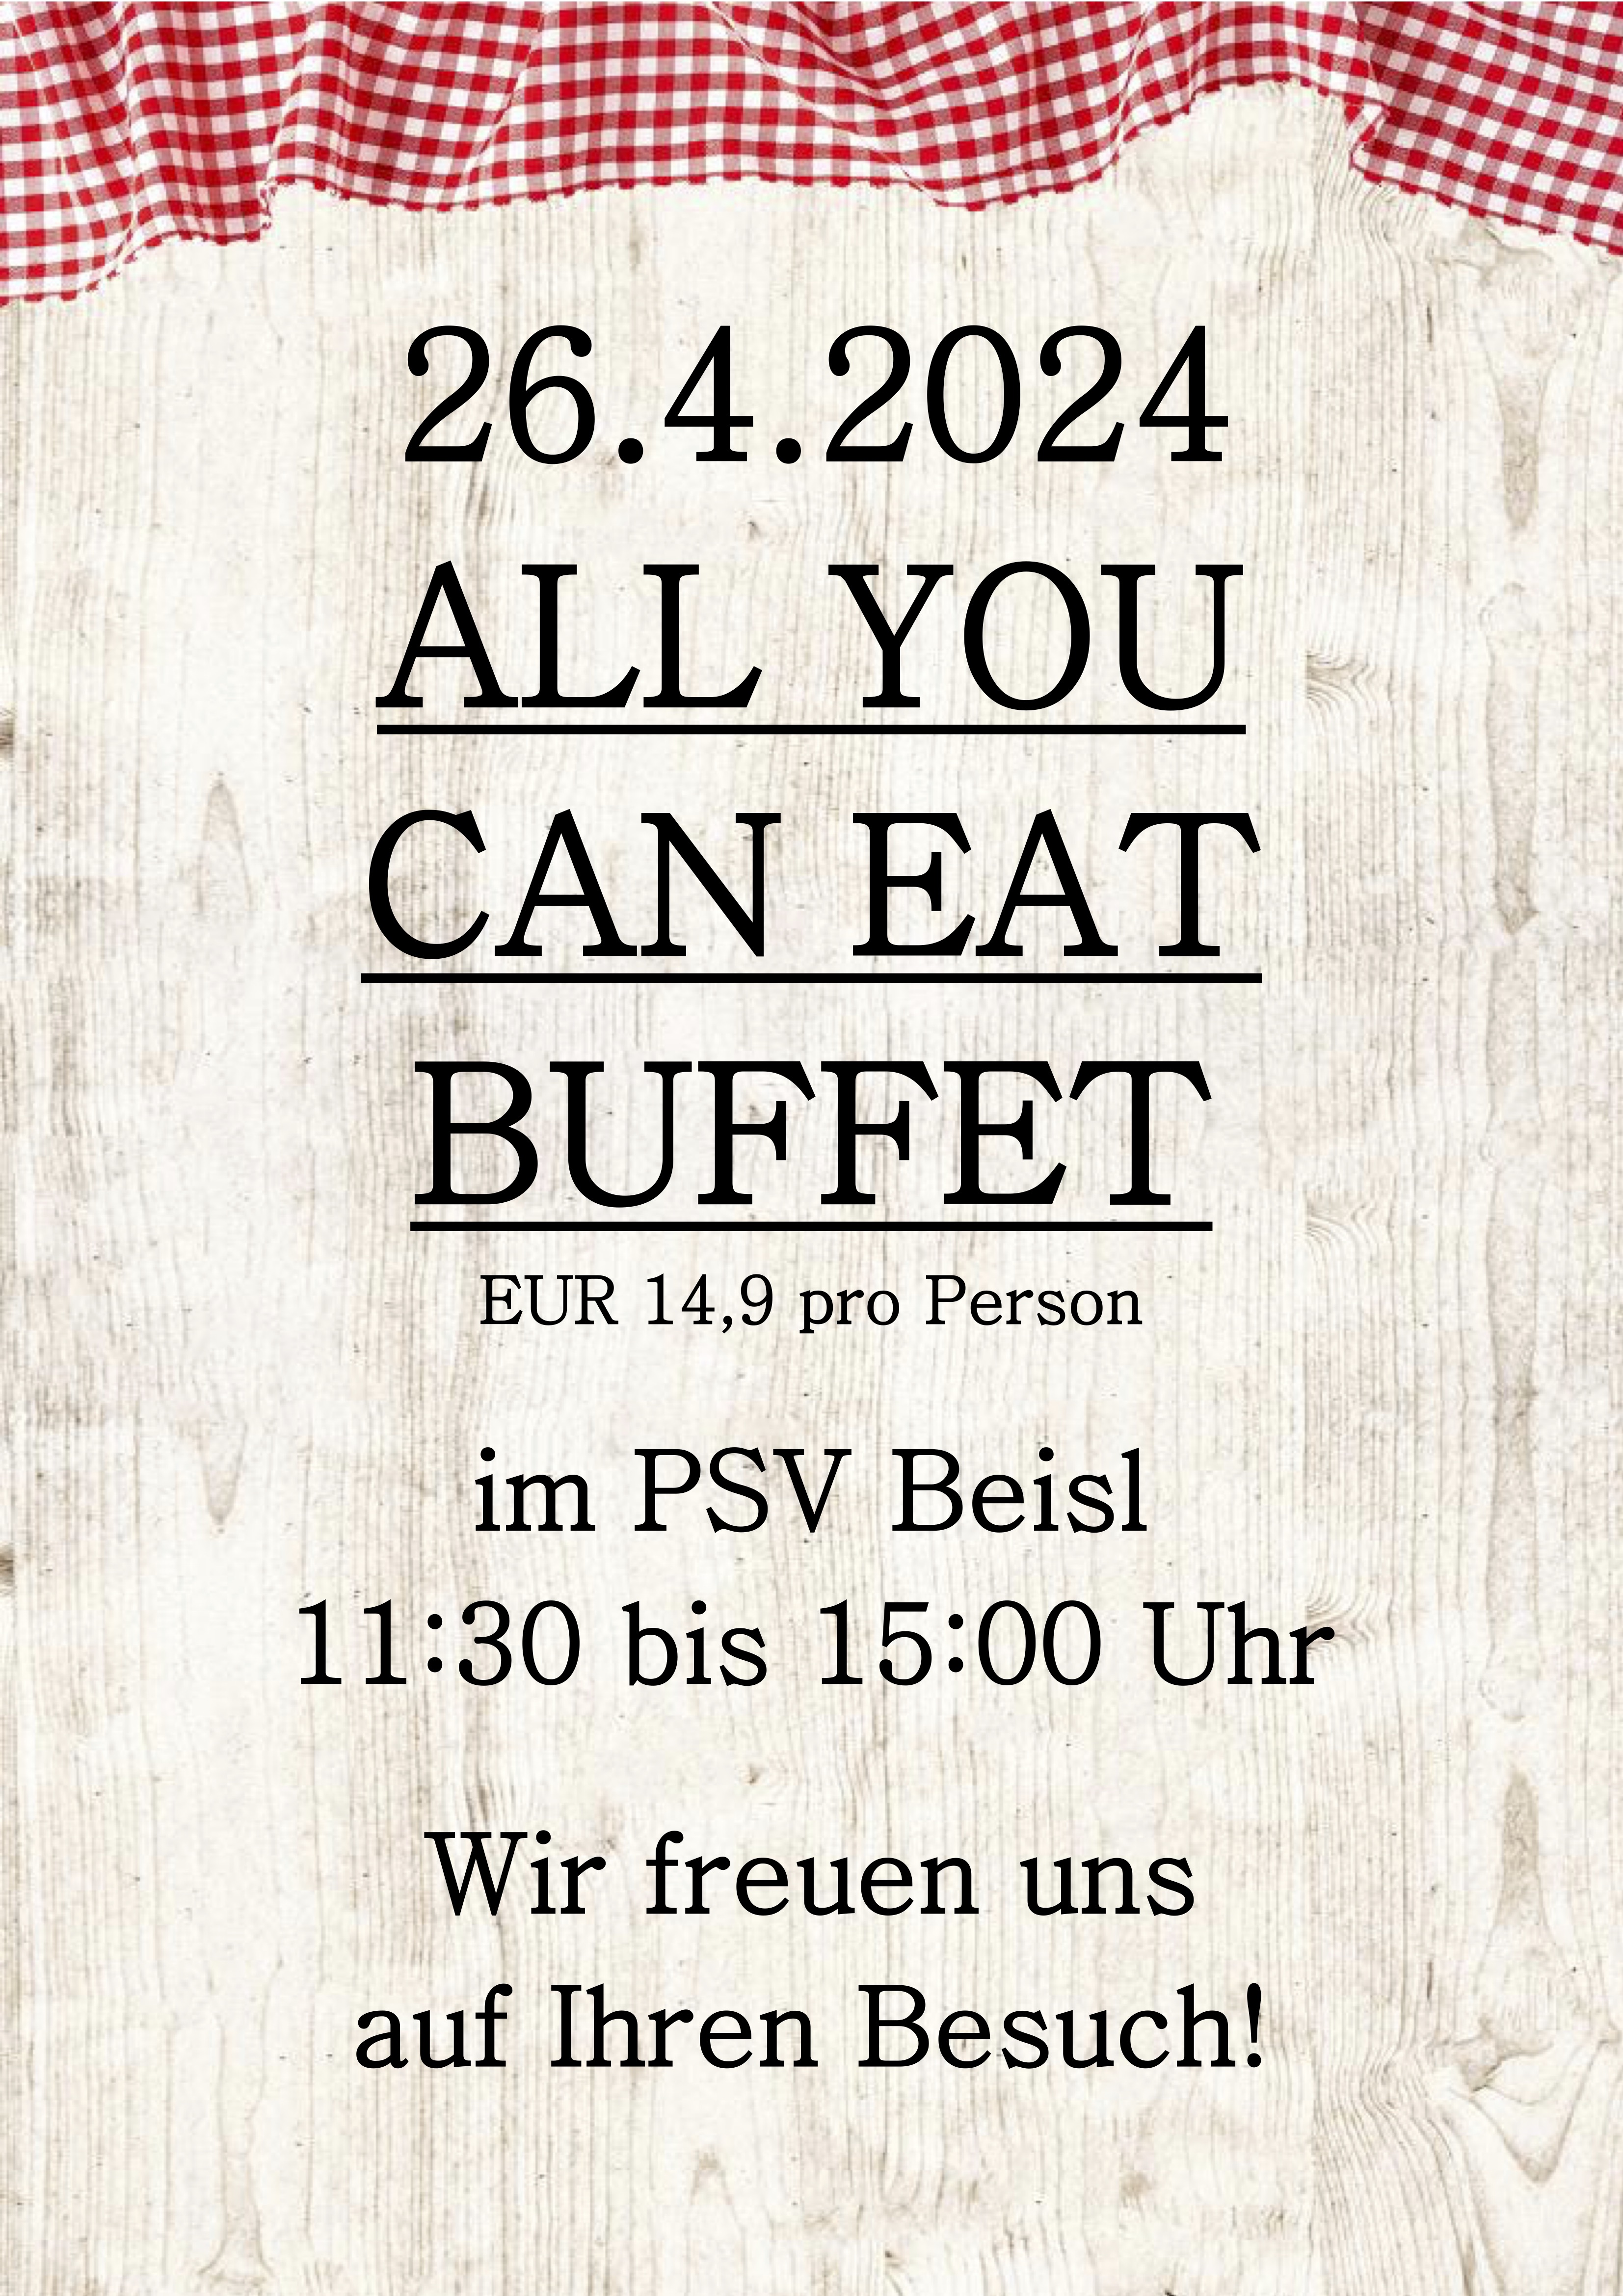 26.4.2024
ALL YOU
CAN EAT
BUFFET
EUR 14,9 pro Person
im PSV Beisl
11:30 bis 15:00 Uhr
Wir freuen uns
auf Ihren Besuch!